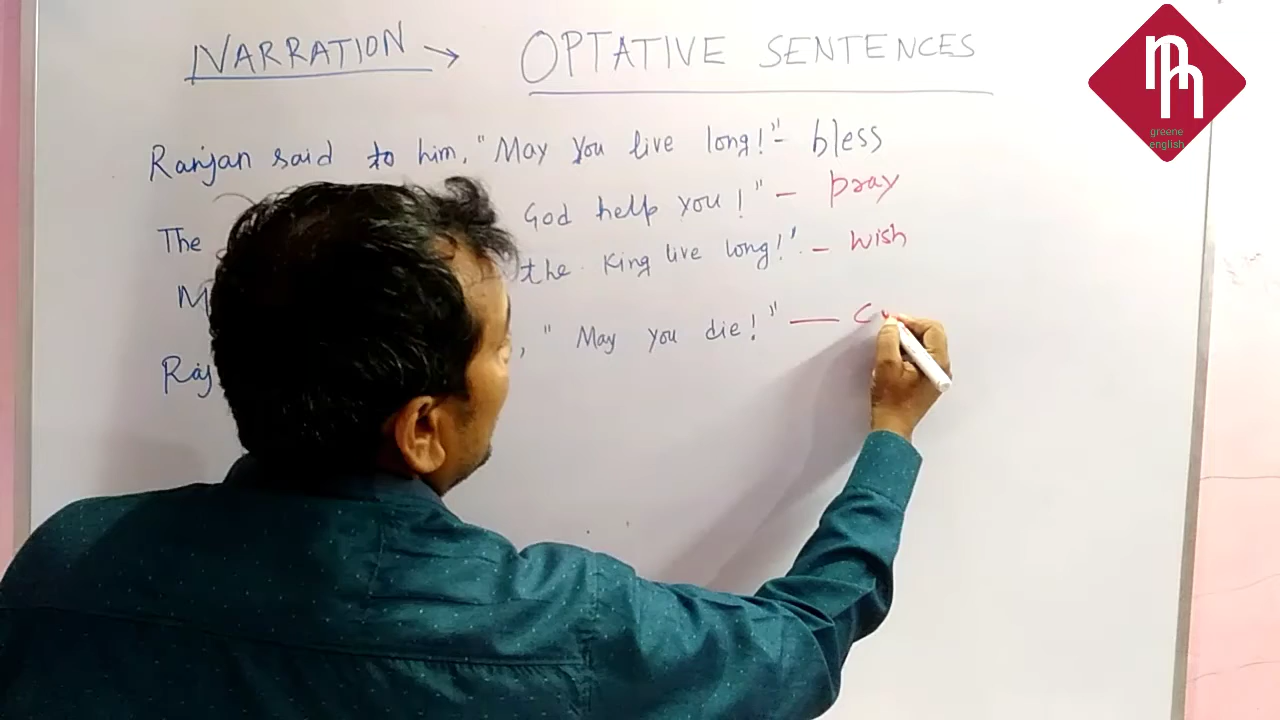 NARRATION → OPTATIVE SENTENCES
Ranjan said to him, "May you live long!" - bless
The God help you!" - pray
the King live long!". - wish
, "May you die!" —
greene
english